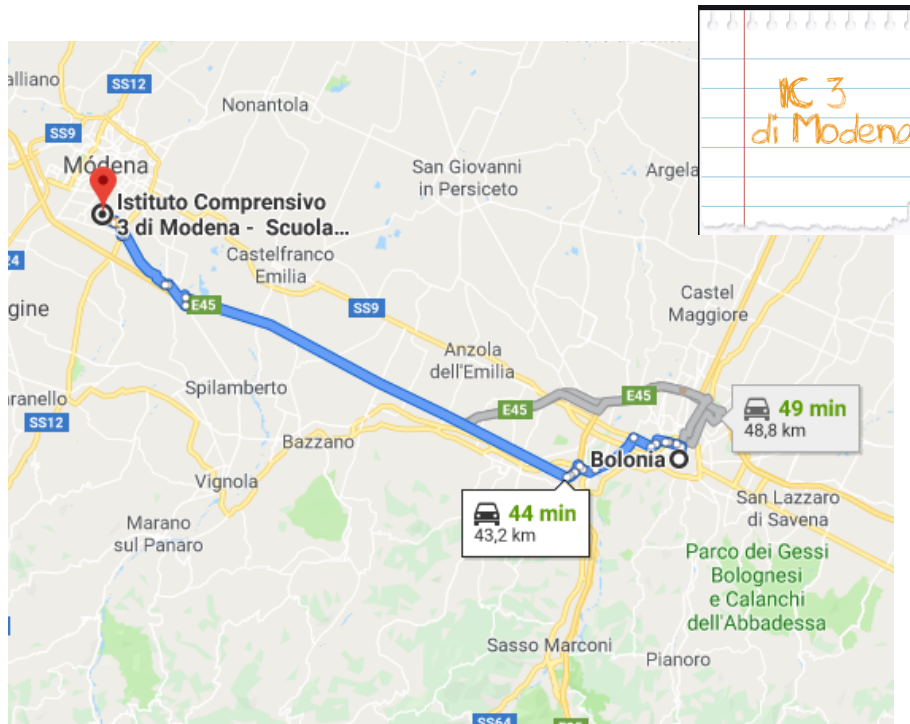 IC 3
di Modena
alliano
SS12
Nonantola
SS9
Módena
San Giovanni
in Persiceto
Argela
Istituto Comprensivo
3 di Modena - Scuola...
Castelfranco
Emilia
24
E45
SS9
gine
Castel
Maggiore
Anzola
dell'Emilia
Spilamberto
aranello
E45
E45
49 min
48,8 km
SS12
Bazzano
Bolonia
Vignola
44 min
43,2 km
San Lazzaro
di Savena
Marano
sul Panaro
Parco dei Gessi
Bolognesi
e Calanchi
dell'Abbadessa
Sasso Marconi
Pianoro
SS64